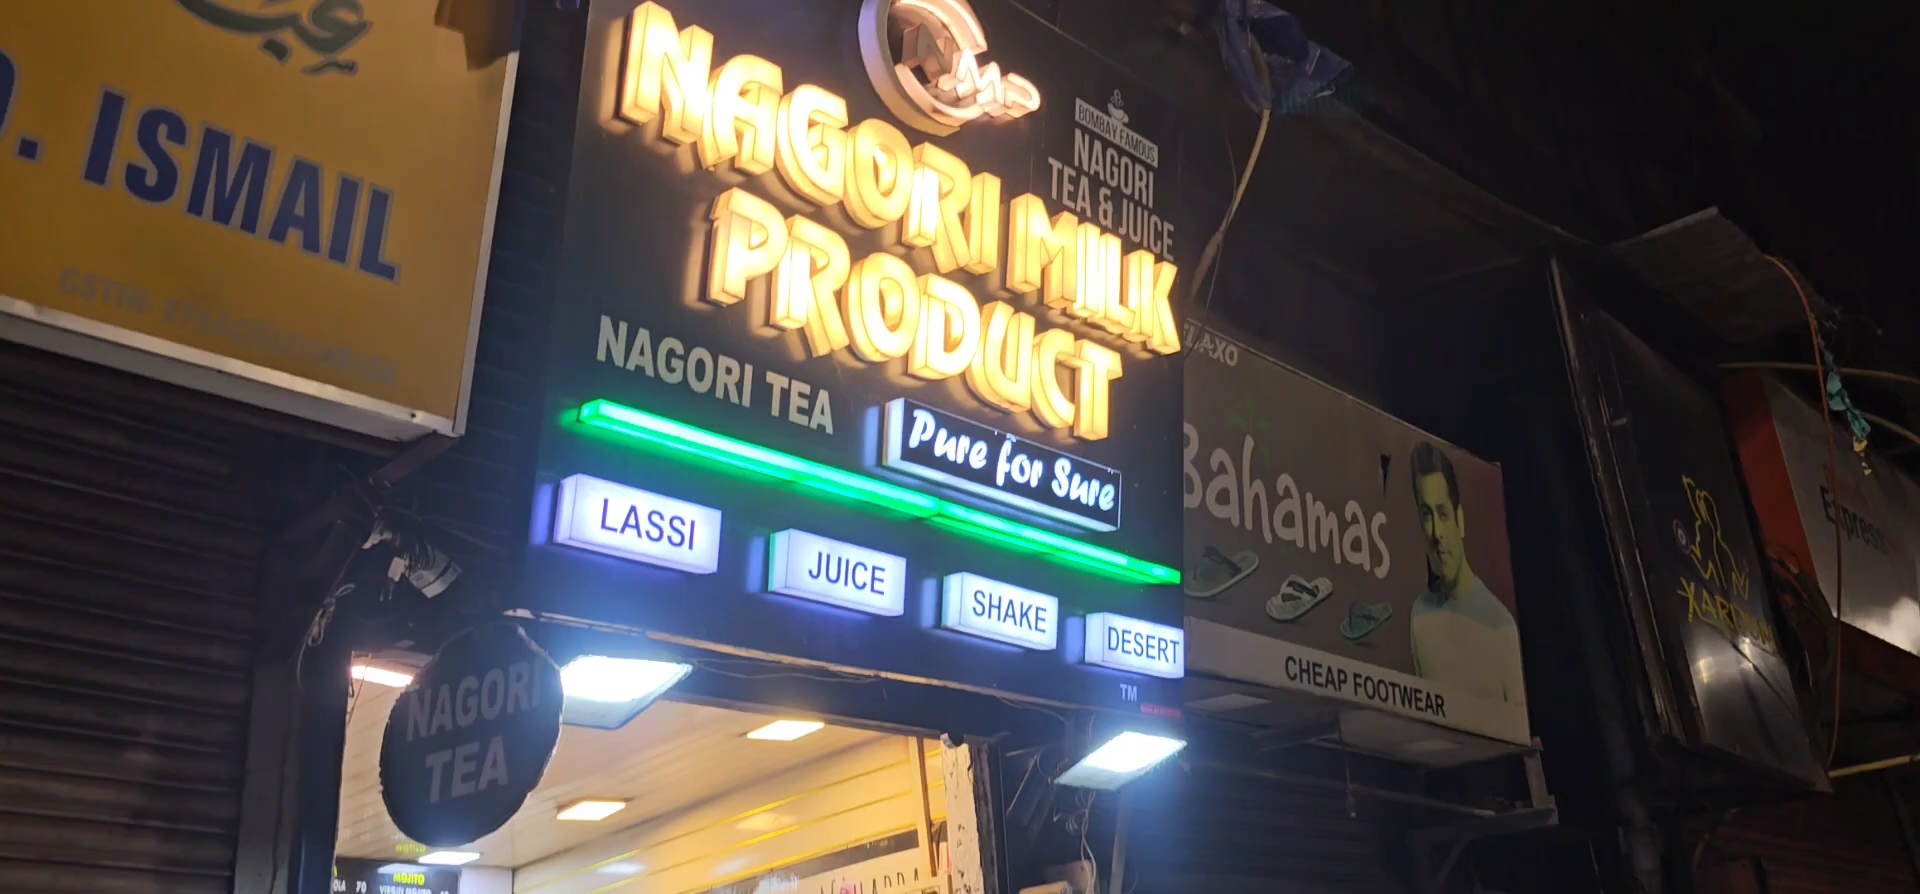 . ISMAIL
NMP
NAGORI MILK
PRODUCT
BOMBAY FAMOUS
NAGORI
TEA & JUICE
NAGORI TEA
Pure for Sure
LASSI
JUICE
SHAKE
DESERT
TM
NAGORI
TEA
MOJITO
Bahamas
CHEAP FOOTWEAR